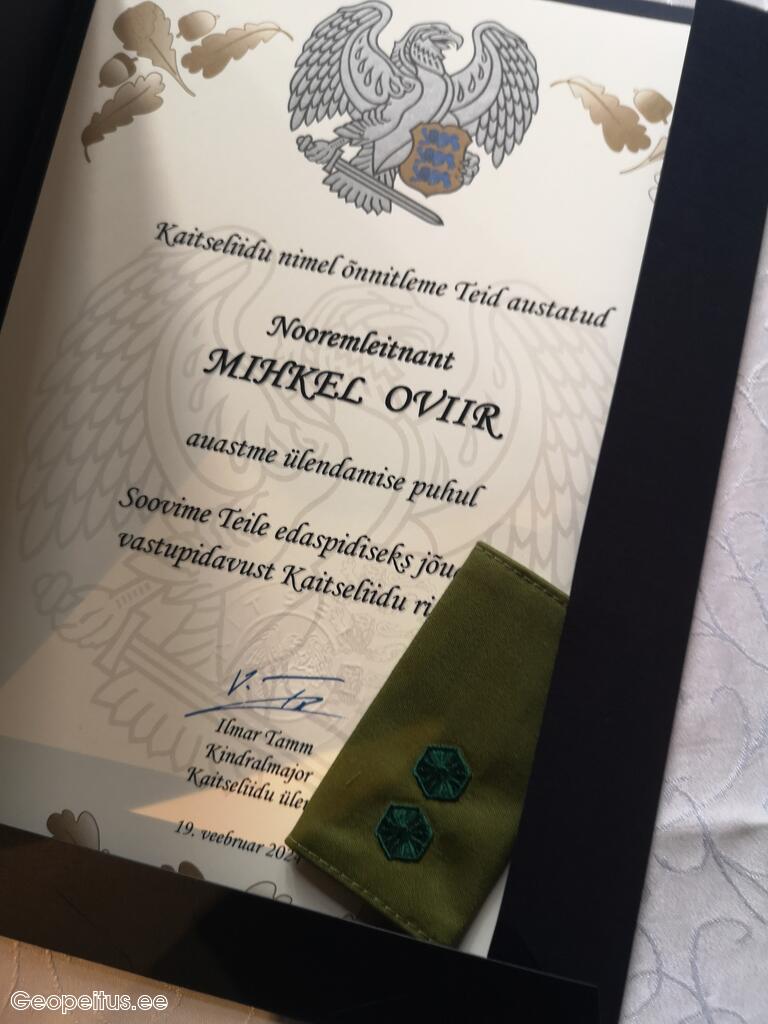 Kaitseliidu nimel õnnitleme Teid austatud
Nooremleitnant
MIHKEL OVIIR
auastme ülendamise puhul
Soovime Teile edaspidiseks
vastupidavust Kaitseliidu
Ilmar Tamm
Kindralmajor
Kaitseliidu
19. veebruar 2024
Geopeitus.ee